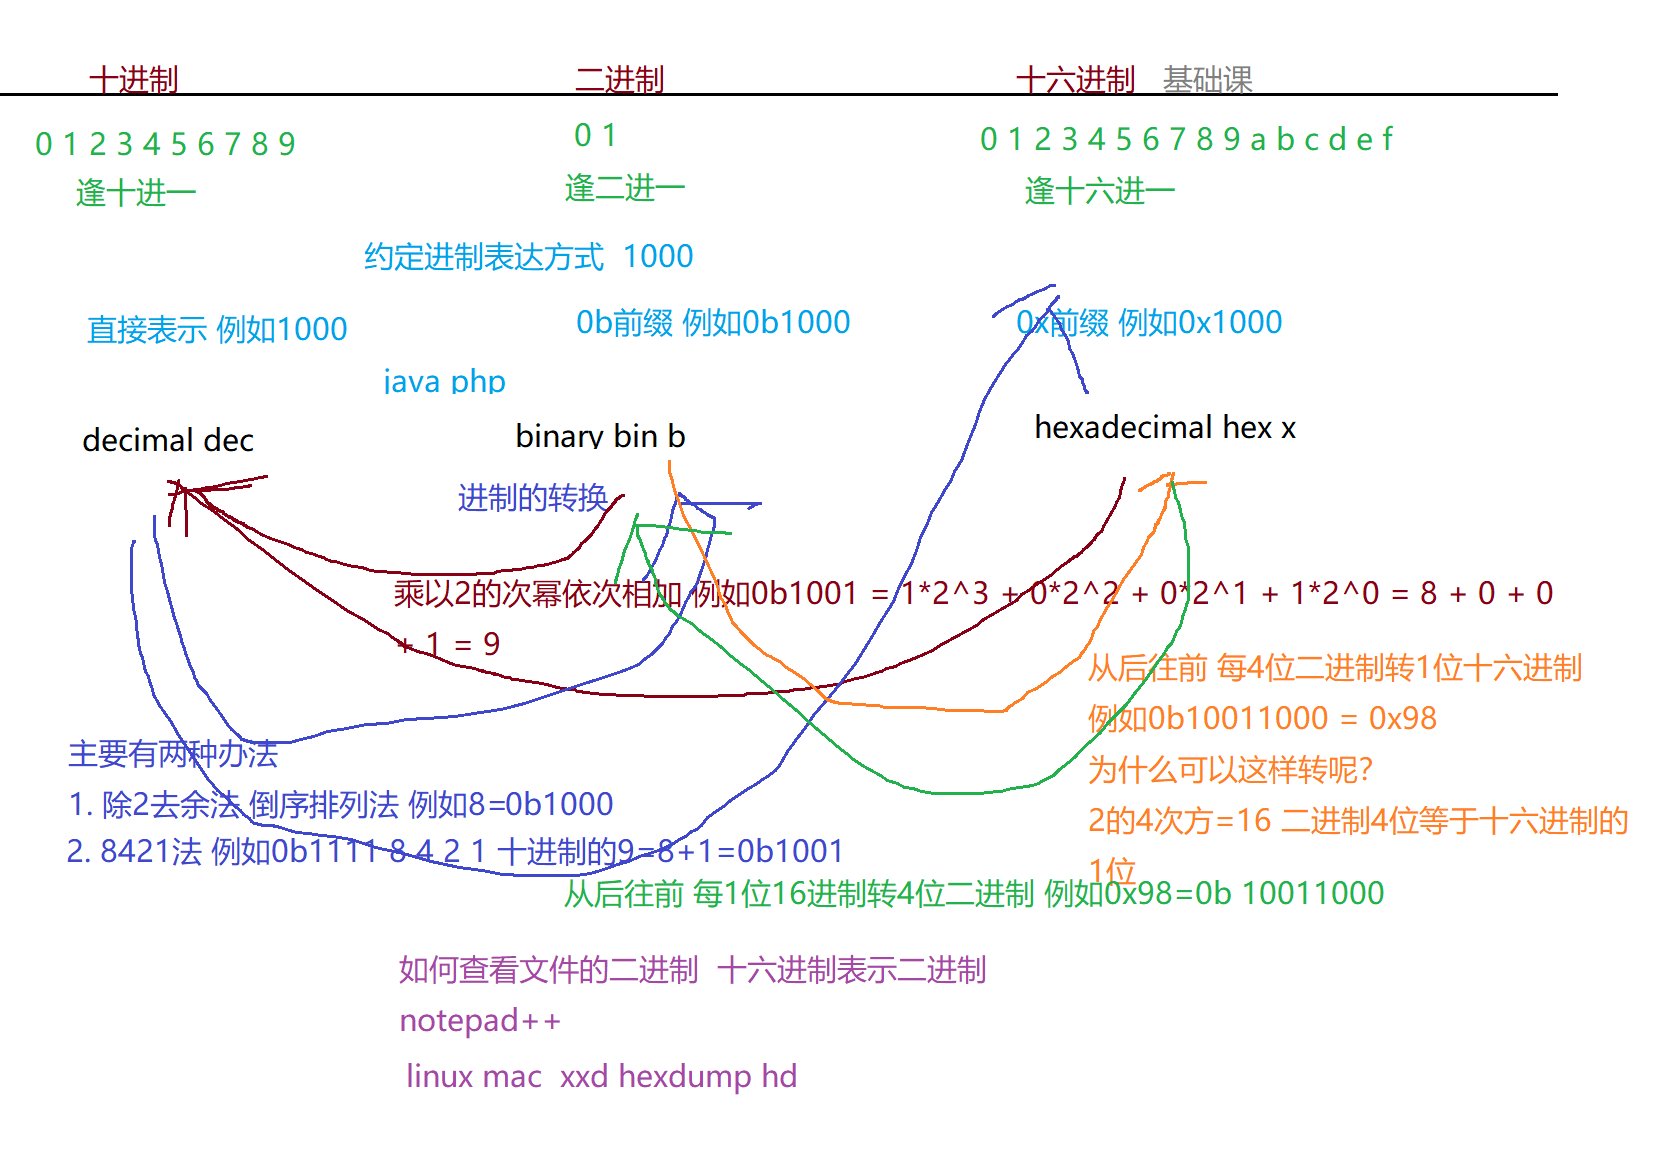 十进制 二进制 十六进制 基础课
0 1 2 3 4 5 6 7 8 9 0 1 0 1 2 3 4 5 6 7 8 9 a b c d e f
逢十进一 逢二进一 逢十六进一
约定进制表达方式 1000
直接表示 例如1000 0b前缀 例如0b1000 0x前缀 例如0x1000
java php
decimal dec binary bin b hexadecimal hex x
进制的转换
乘以2的次幂依次相加 例如0b1001 = 1*2^3 + 0*2^2 + 0*2^1 + 1*2^0 = 8 + 0 + 0
+ 1 = 9
从后往前 每4位二进制转1位十六进制
例如0b10011000 = 0x98
为什么可以这样转呢?
2的4次方=16 二进制4位等于十六进制的
1位
主要有两种办法
1. 除2去余法 倒序排列法 例如8=0b1000
2. 8421法 例如0b1111 8 4 2 1 十进制的9=8+1=0b1001
从后往前 每1位16进制转4位二进制 例如0x98=0b 10011000
如何查看文件的二进制 十六进制表示二进制
notepad++
linux mac xxd hexdump hd